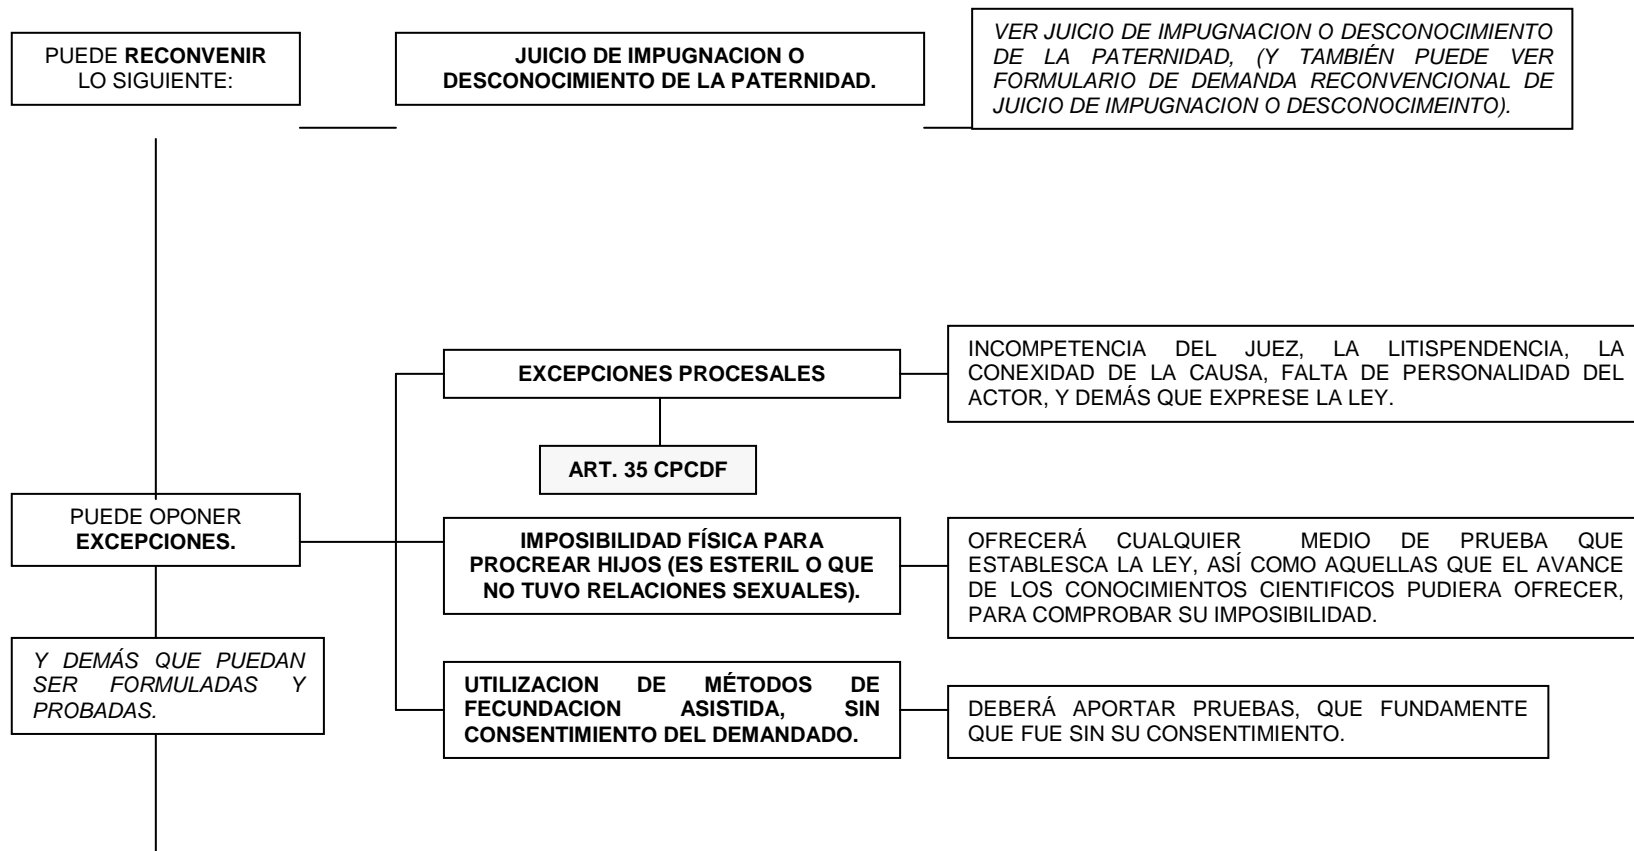 PUEDE RECONVENIR
LO SIGUIENTE:
JUICIO DE IMPUGNACION O
DESCONOCIMIENTO DE LA PATERNIDAD.
VER JUICIO DE IMPUGNACION O DESCONOCIMIENTO
DE LA PATERNIDAD, (Y TAMBIÉN PUEDE VER
FORMULARIO DE DEMANDA RECONVENCIONAL DE
JUICIO DE IMPUGNACION O DESCONOCIMEINTO).
EXCEPCIONES PROCESALES
INCOMPETENCIA DEL JUEZ, LA LITISPENDENCIA, LA
CONEXIDAD DE LA CAUSA, FALTA DE PERSONALIDAD DEL
ACTOR, Y DEMÁS QUE EXPRESE LA LEY.
ART. 35 CPCDF
PUEDE OPONER
EXCEPCIONES.
IMPOSIBILIDAD FÍSICA PARA
PROCREAR HIJOS (ES ESTERIL O QUE
NO TUVO RELACIONES SEXUALES).
OFRECERÁ CUALQUIER MEDIO DE PRUEBA QUE
ESTABLESCA LA LEY, ASÍ COMO AQUELLAS QUE EL AVANCE
DE LOS CONOCIMIENTOS CIENTIFICOS PUDIERA OFRECER,
PARA COMPROBAR SU IMPOSIBILIDAD.
Y DEMÁS QUE PUEDAN
SER FORMULADAS Y
PROBADAS.
UTILIZACION DE MÉTODOS DE
FECUNDACION ASISTIDA, SIN
CONSENTIMIENTO DEL DEMANDADO.
DEBERÁ APORTAR PRUEBAS, QUE FUNDAMENTE
QUE FUE SIN SU CONSENTIMIENTO.